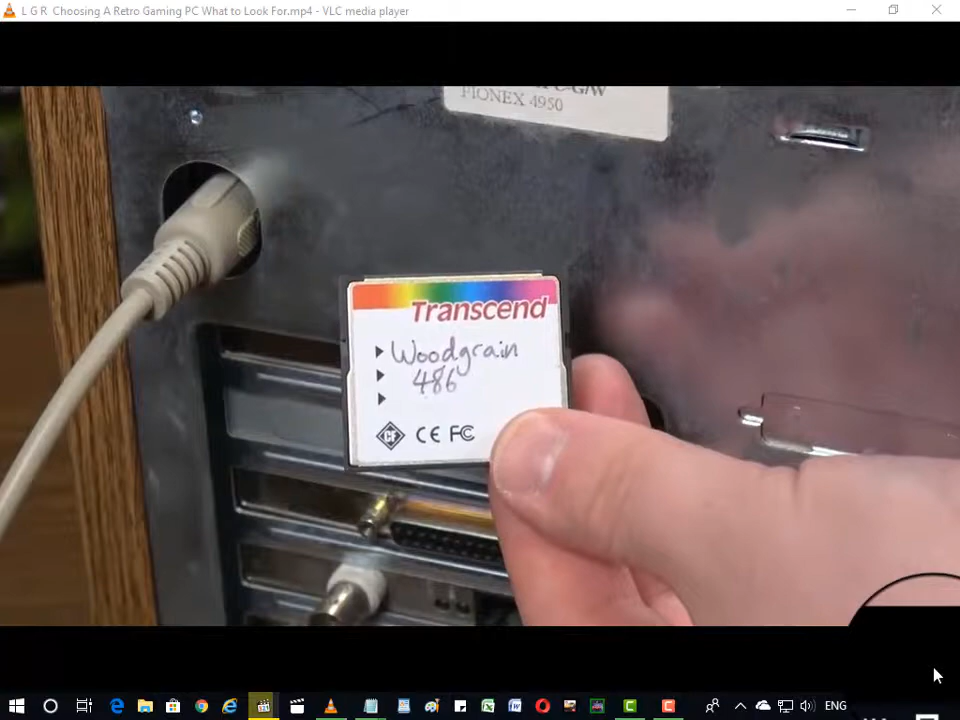 L G R  Choosing A Retro Gaming PC What to Look For.mp4 - VLC media player
FIONEX 4950
Transcend
Woodgrain
486
CF CE FC
ENG